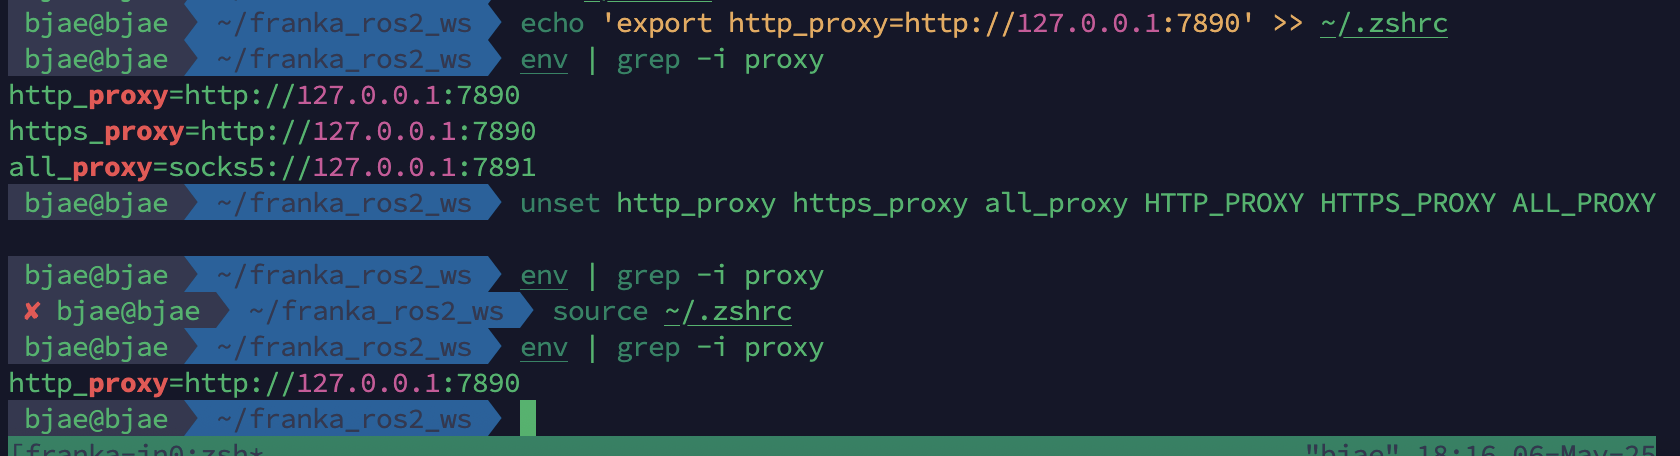 bjae@bjae ~/franka_ros2_ws echo 'export http_proxy=http://127.0.0.1:7890' >> ~/.zshrc
bjae@bjae ~/franka_ros2_ws env | grep -i proxy
http_proxy=http://127.0.0.1:7890
https_proxy=http://127.0.0.1:7890
all_proxy=socks5://127.0.0.1:7891
bjae@bjae ~/franka_ros2_ws unset http_proxy https_proxy all_proxy HTTP_PROXY HTTPS_PROXY ALL_PROXY
bjae@bjae ~/franka_ros2_ws env | grep -i proxy
✘ bjae@bjae ~/franka_ros2_ws source ~/.zshrc
bjae@bjae ~/franka_ros2_ws env | grep -i proxy
http_proxy=http://127.0.0.1:7890
bjae@bjae ~/franka_ros2_ws
[franka-in0:zsh* "bjae" 18:16 06-May-25